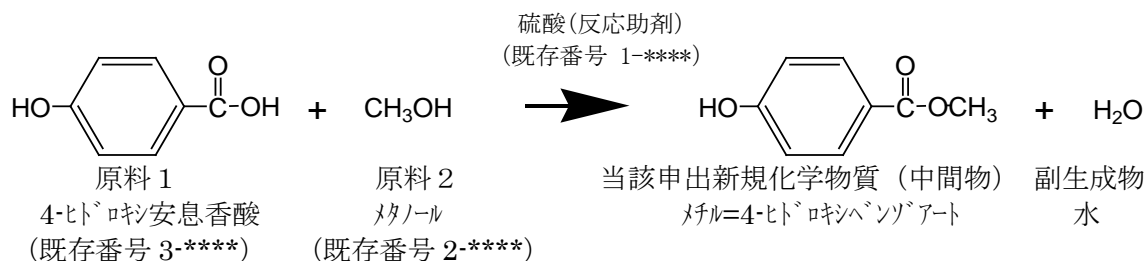 硫酸(反応助剤)
(既存番号 1-****)
HO O C-OH + CH₃OH HO O C-OCH₃ + H₂O
原料1 原料2 当該申出新規化学物質（中間物） 副生成物
4-ﾋﾄﾞﾛｷｼ安息香酸 ﾒﾀﾉｰﾙ ﾒﾁﾙ=4-ﾋﾄﾞﾛｷｼﾍﾞﾝｿﾞｱｰﾄ 水
(既存番号 3-****) (既存番号 2-****)